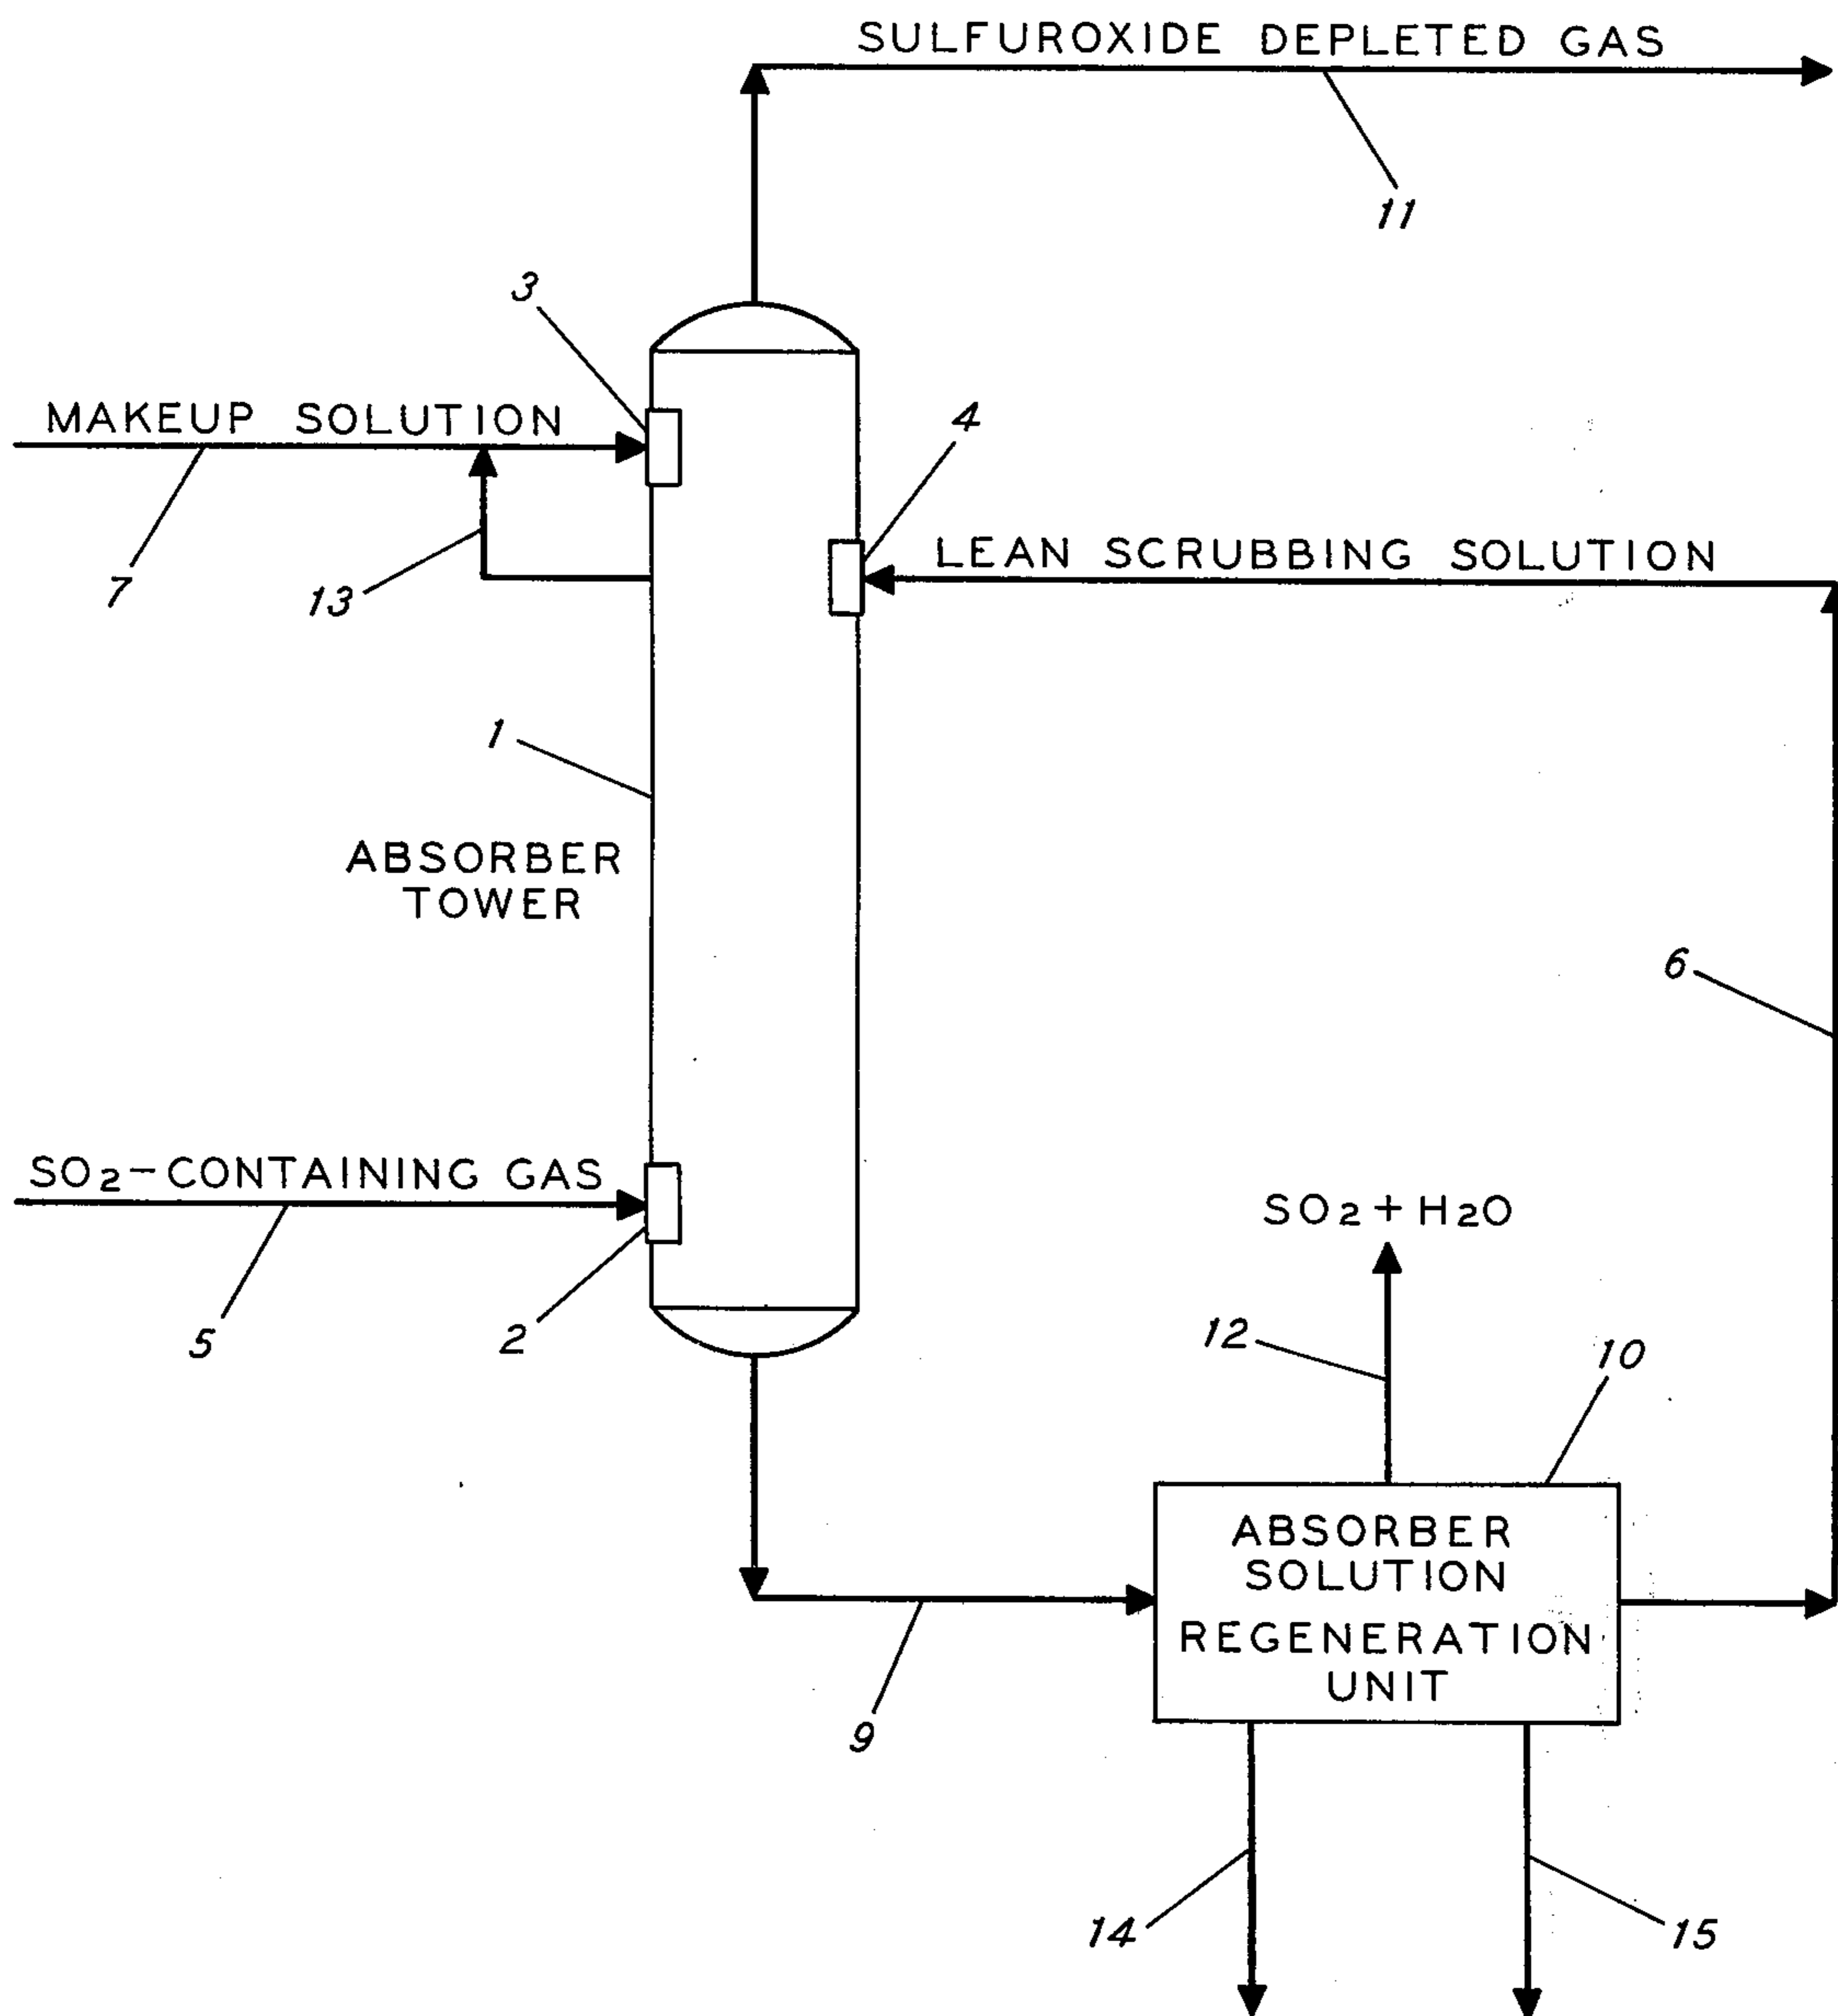 SULFUROXIDE DEPLETED GAS
11
3
MAKEUP SOLUTION
4
7
13
LEAN SCRUBBING SOLUTION
1
ABSORBER
TOWER
6
SO₂-CONTAINING GAS
SO₂ + H₂O
5
2
12
10
ABSORBER
SOLUTION
REGENERATION
UNIT
9
14
15